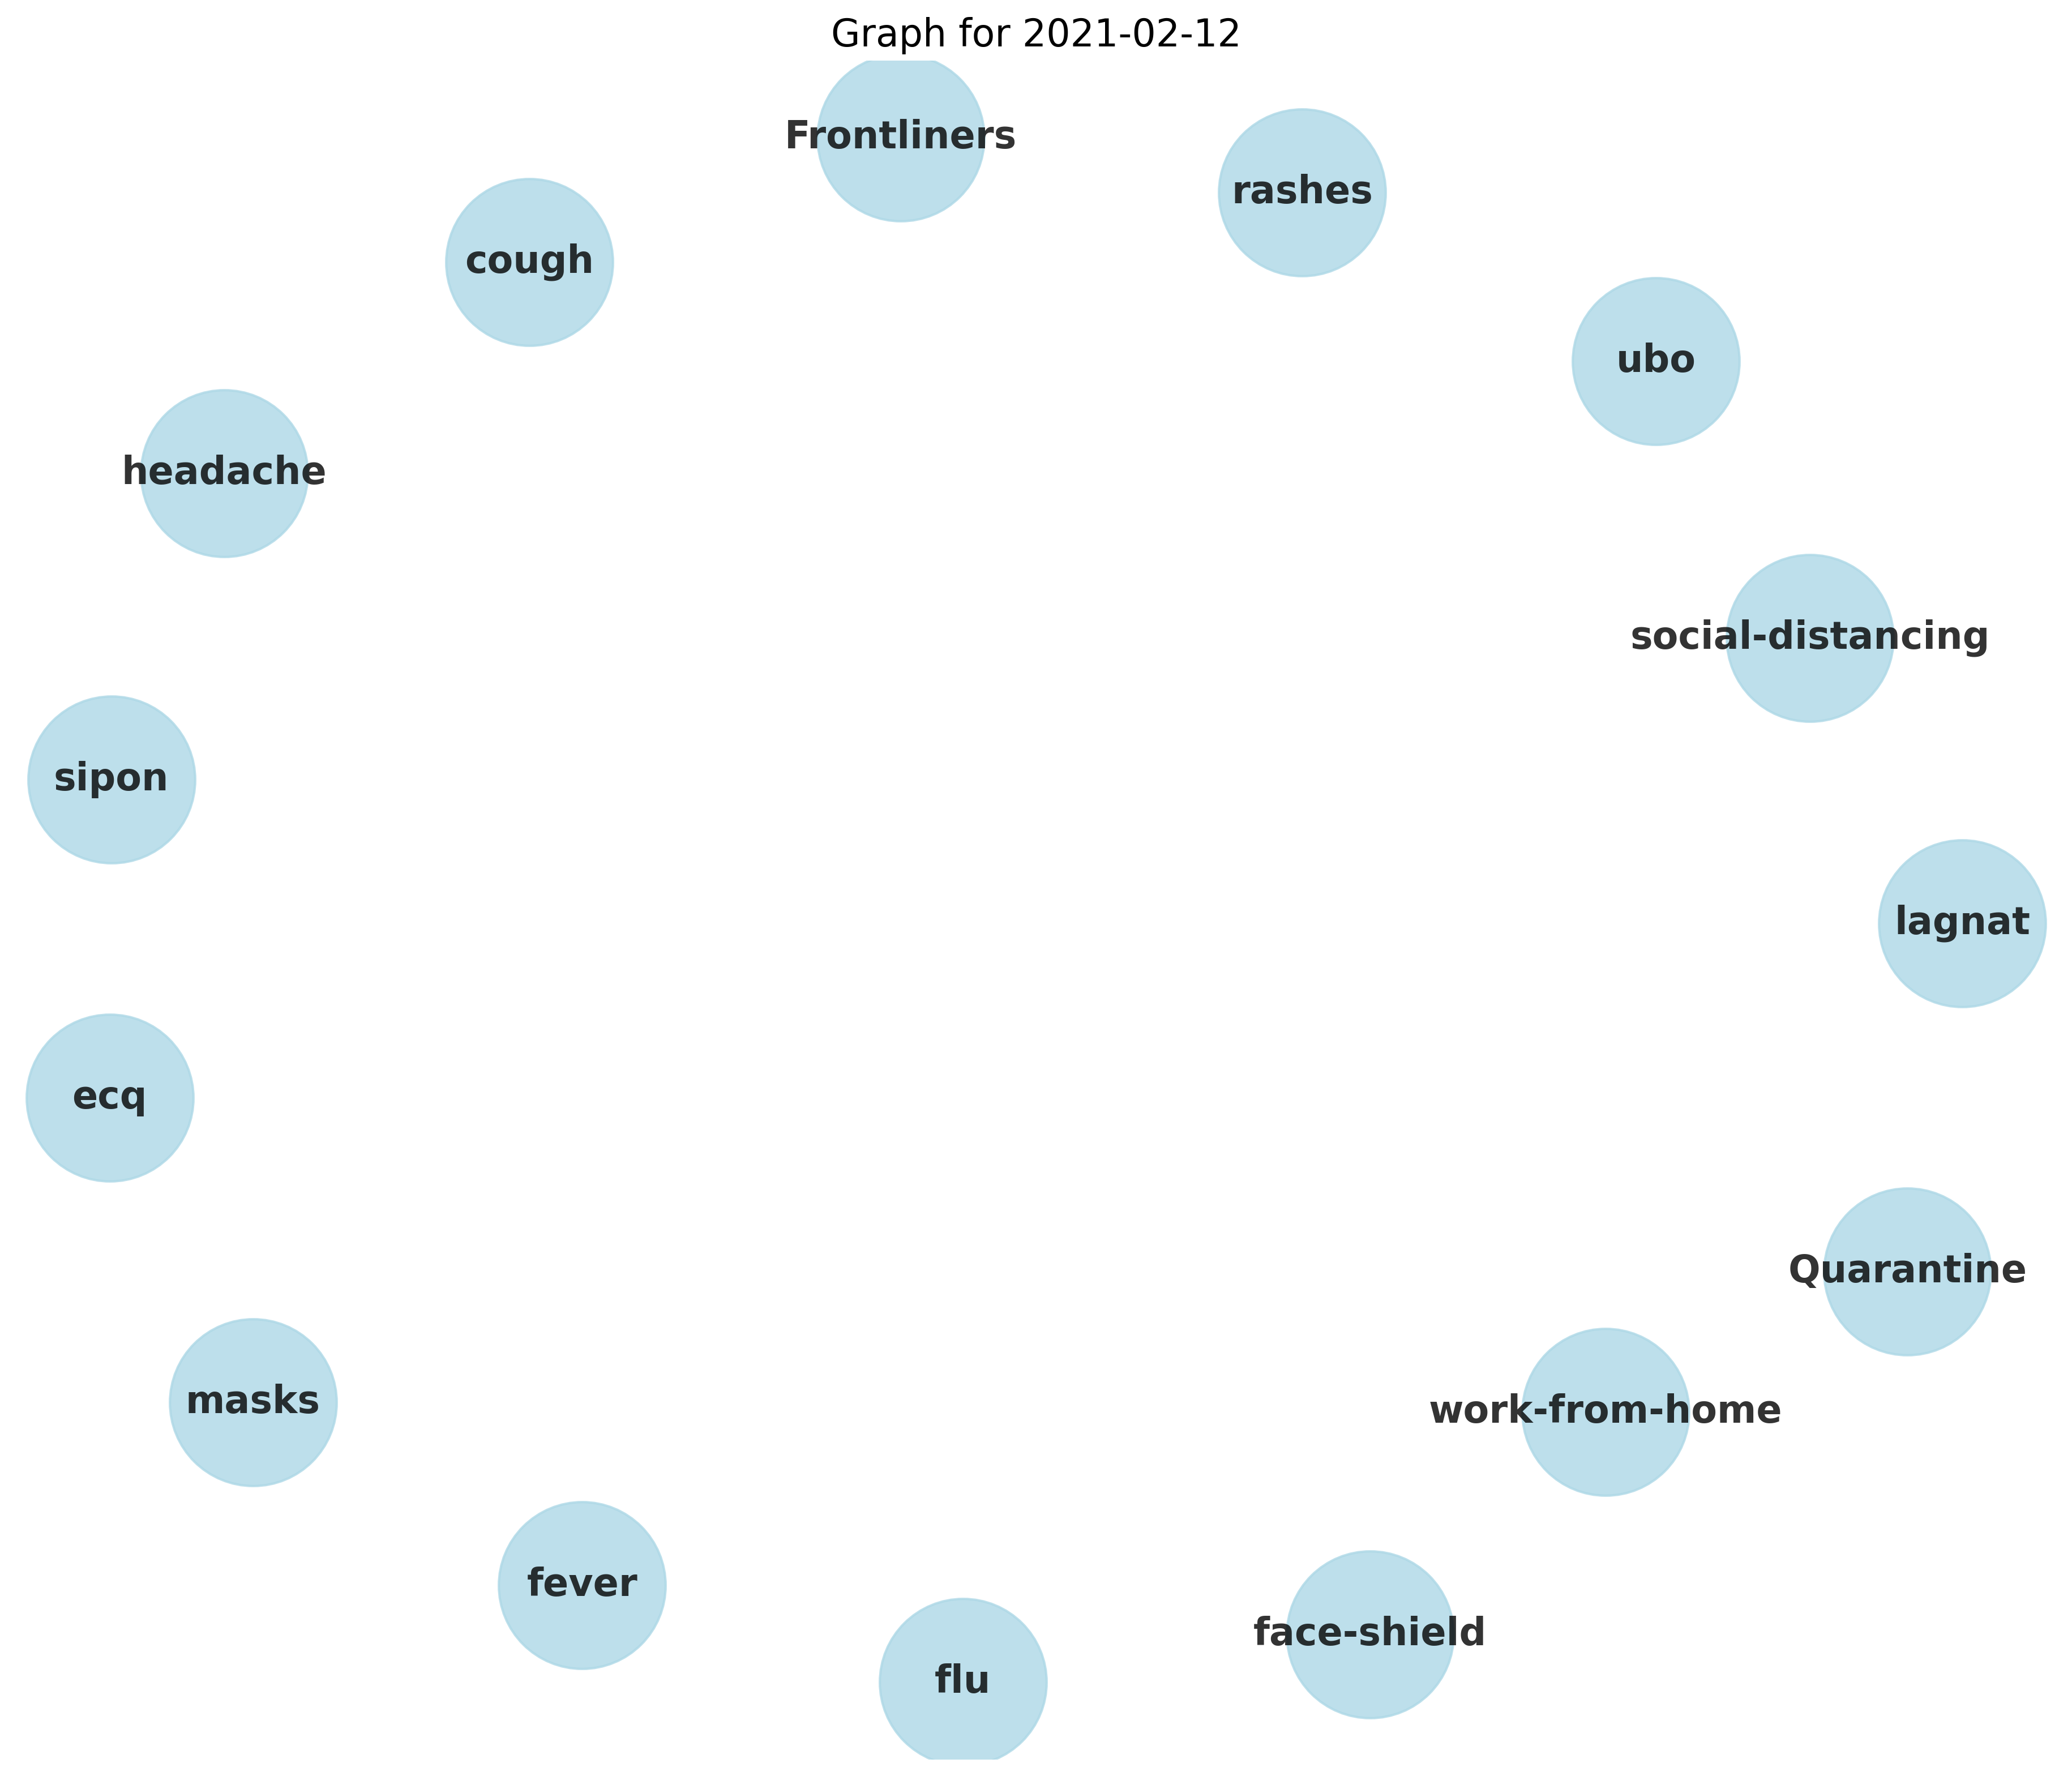 Graph for 2021-02-12
Frontliners
rashes
cough
ubo
headache
social-distancing
sipon
lagnat
ecq
Quarantine
masks
work-from-home
fever
face-shield
flu